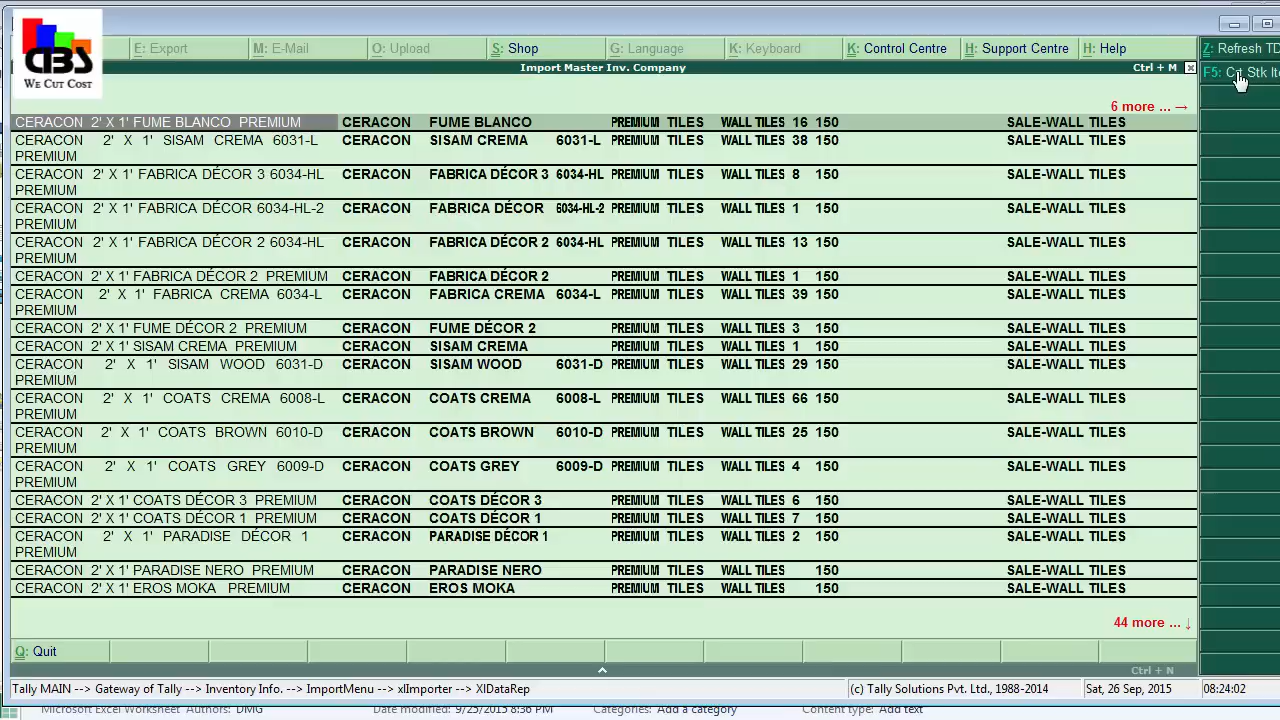 CBS
WE CUT COST
E: Export M: E-Mail O: Upload S: Shop G: Language K: Keyboard K: Control Centre H: Support Centre H: Help Z: Refresh TD
Import Master Inv. Company Ctrl + M F5: Crt Stk Ite
6 more ... →
CERACON 2' X 1' FUME BLANCO PREMIUM CERACON FUME BLANCO PREMIUM TILES WALL TILES 16 150 SALE-WALL TILES
CERACON 2' X 1' SISAM CREMA 6031-L CERACON SISAM CREMA 6031-L PREMIUM TILES WALL TILES 38 150 SALE-WALL TILES
PREMIUM
CERACON 2' X 1' FABRICA DÉCOR 3 6034-HL CERACON FABRICA DÉCOR 3 6034-HL PREMIUM TILES WALL TILES 8 150 SALE-WALL TILES
PREMIUM
CERACON 2' X 1' FABRICA DÉCOR 6034-HL-2 CERACON FABRICA DÉCOR 6034-HL-2 PREMIUM TILES WALL TILES 1 150 SALE-WALL TILES
PREMIUM
CERACON 2' X 1' FABRICA DÉCOR 2 6034-HL CERACON FABRICA DÉCOR 2 6034-HL PREMIUM TILES WALL TILES 13 150 SALE-WALL TILES
PREMIUM
CERACON 2' X 1' FABRICA DÉCOR 2 PREMIUM CERACON FABRICA DÉCOR 2 PREMIUM TILES WALL TILES 1 150 SALE-WALL TILES
CERACON 2' X 1' FABRICA CREMA 6034-L CERACON FABRICA CREMA 6034-L PREMIUM TILES WALL TILES 39 150 SALE-WALL TILES
PREMIUM
CERACON 2' X 1' FUME DÉCOR 2 PREMIUM CERACON FUME DÉCOR 2 PREMIUM TILES WALL TILES 3 150 SALE-WALL TILES
CERACON 2' X 1' SISAM CREMA PREMIUM CERACON SISAM CREMA PREMIUM TILES WALL TILES 1 150 SALE-WALL TILES
CERACON 2' X 1' SISAM WOOD 6031-D CERACON SISAM WOOD 6031-D PREMIUM TILES WALL TILES 29 150 SALE-WALL TILES
PREMIUM
CERACON 2' X 1' COATS CREMA 6008-L CERACON COATS CREMA 6008-L PREMIUM TILES WALL TILES 66 150 SALE-WALL TILES
PREMIUM
CERACON 2' X 1' COATS BROWN 6010-D CERACON COATS BROWN 6010-D PREMIUM TILES WALL TILES 25 150 SALE-WALL TILES
PREMIUM
CERACON 2' X 1' COATS GREY 6009-D CERACON COATS GREY 6009-D PREMIUM TILES WALL TILES 4 150 SALE-WALL TILES
PREMIUM
CERACON 2' X 1' COATS DÉCOR 3 PREMIUM CERACON COATS DÉCOR 3 PREMIUM TILES WALL TILES 6 150 SALE-WALL TILES
CERACON 2' X 1' COATS DÉCOR 1 PREMIUM CERACON COATS DÉCOR 1 PREMIUM TILES WALL TILES 7 150 SALE-WALL TILES
CERACON 2' X 1' PARADISE DÉCOR 1 CERACON PARADISE DÉCOR 1 PREMIUM TILES WALL TILES 2 150 SALE-WALL TILES
PREMIUM
CERACON 2' X 1' PARADISE NERO PREMIUM CERACON PARADISE NERO PREMIUM TILES WALL TILES 150 SALE-WALL TILES
CERACON 2' X 1' EROS MOKA PREMIUM CERACON EROS MOKA PREMIUM TILES WALL TILES 150 SALE-WALL TILES
44 more ... ↓
Q: Quit
Ctrl + N
Tally MAIN --> Gateway of Tally --> Inventory Info. --> ImportMenu --> xlImporter --> XlDataRep (c) Tally Solutions Pvt. Ltd., 1988-2014 Sat, 26 Sep, 2015 08:24:02
Microsoft Excel Worksheet Authors: DMG Date modified: 9/25/2015 8:36 PM Categories: Add a category Content type: Add text